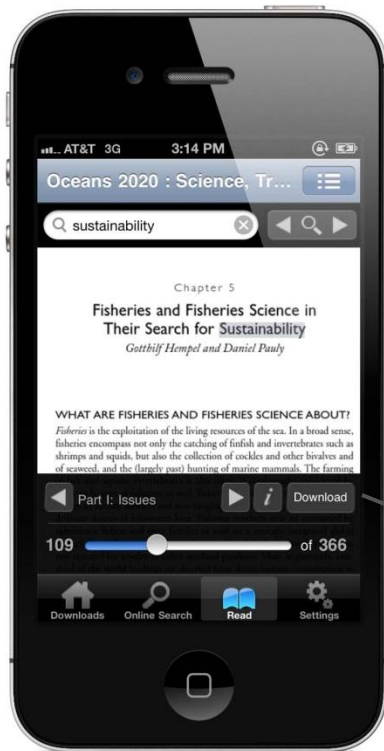 AT&T 3G 3:14 PM
Oceans 2020 : Science, Tr...
sustainability
Chapter 5
Fisheries and Fisheries Science in
Their Search for Sustainability
Gotthilf Hempel and Daniel Pauly
WHAT ARE FISHERIES AND FISHERIES SCIENCE ABOUT?
Fisheries is the exploitation of the living resources of the sea. In a broad sense,
fisheries encompass not only the catching of finfish and invertebrates such as
shrimps and squids, but also the collection of cockles and other bivalves and
of seaweed, and the (largely past) hunting of marine mammals. The farming
Part I: Issues i Download
109 of 366
Downloads Online Search Read Settings